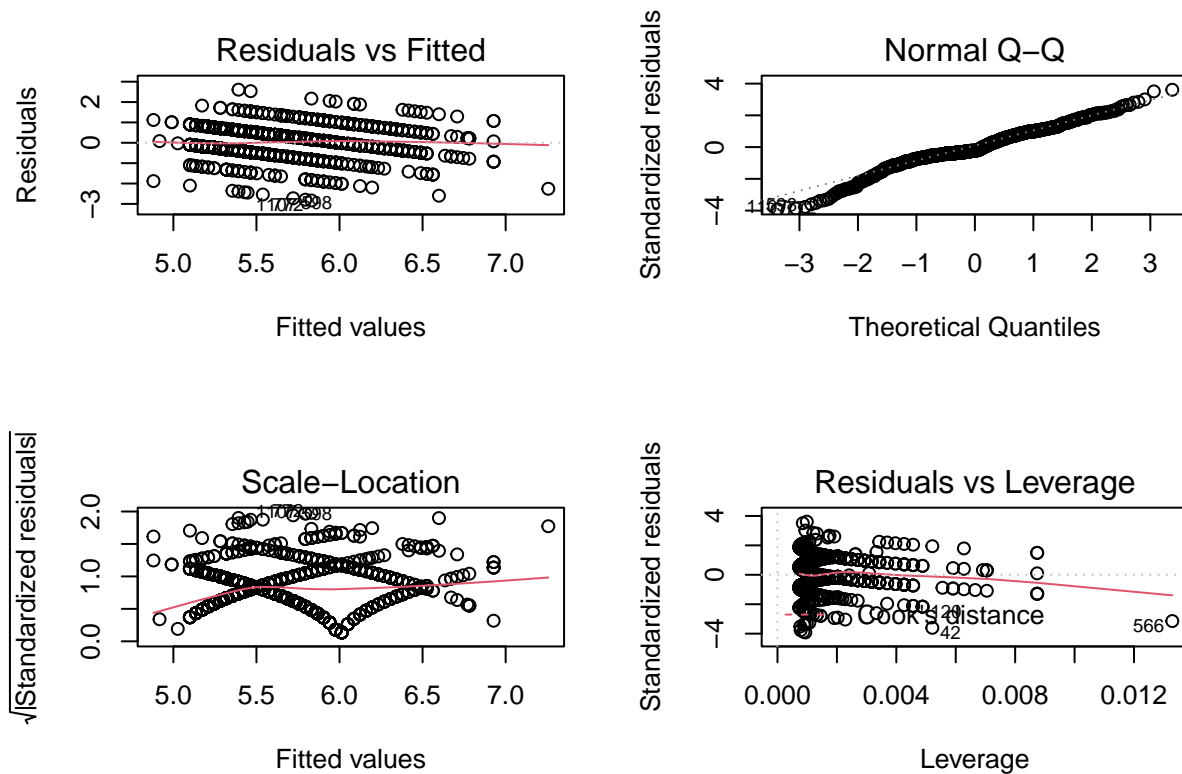 Residuals vs Fitted
Residuals
2
0
−3
5.0 5.5 6.0 6.5 7.0
Fitted values
Normal Q−Q
Standardized residuals
4
0
−4
−3 −2 −1 0 1 2 3
Theoretical Quantiles
Scale−Location
√|Standardized residuals|
2.0
1.0
0.0
5.0 5.5 6.0 6.5 7.0
Fitted values
Residuals vs Leverage
Standardized residuals
4
0
−4
Cook's distance
42
566
0.000 0.004 0.008 0.012
Leverage